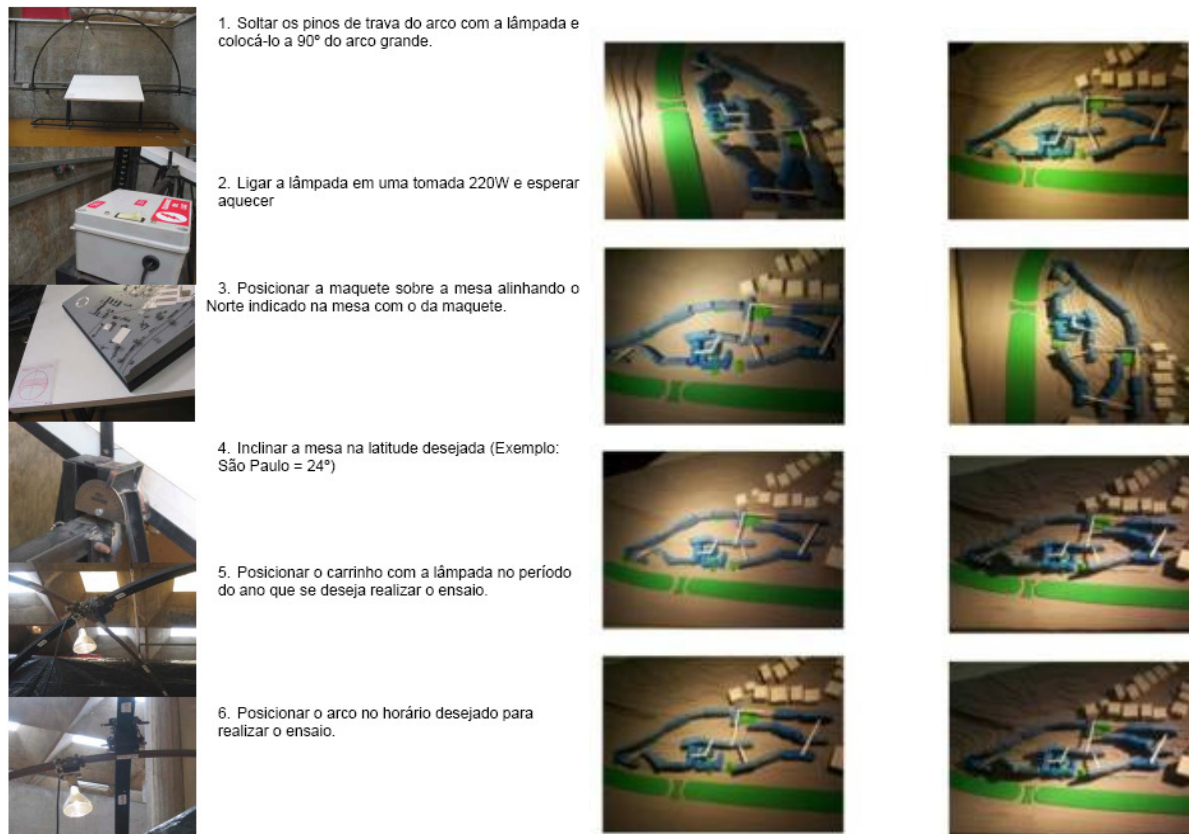 1. Soltar os pinos de trava do arco com a lâmpada e
colocá-lo a 90º do arco grande.
2. Ligar a lâmpada em uma tomada 220W e esperar
aquecer
3. Posicionar a maquete sobre a mesa alinhando o
Norte indicado na mesa com o da maquete.
4. Inclinar a mesa na latitude desejada (Exemplo:
São Paulo = 24º)
5. Posicionar o carrinho com a lâmpada no período
do ano que se deseja realizar o ensaio.
6. Posicionar o arco no horário desejado para
realizar o ensaio.